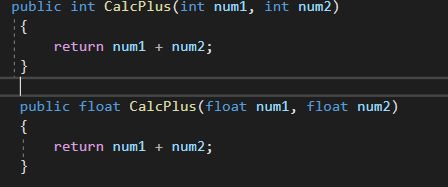 public int CalcPlus(int num1, int num2)
{
return num1 + num2;
}
public float CalcPlus(float num1, float num2)
{
return num1 + num2;
}